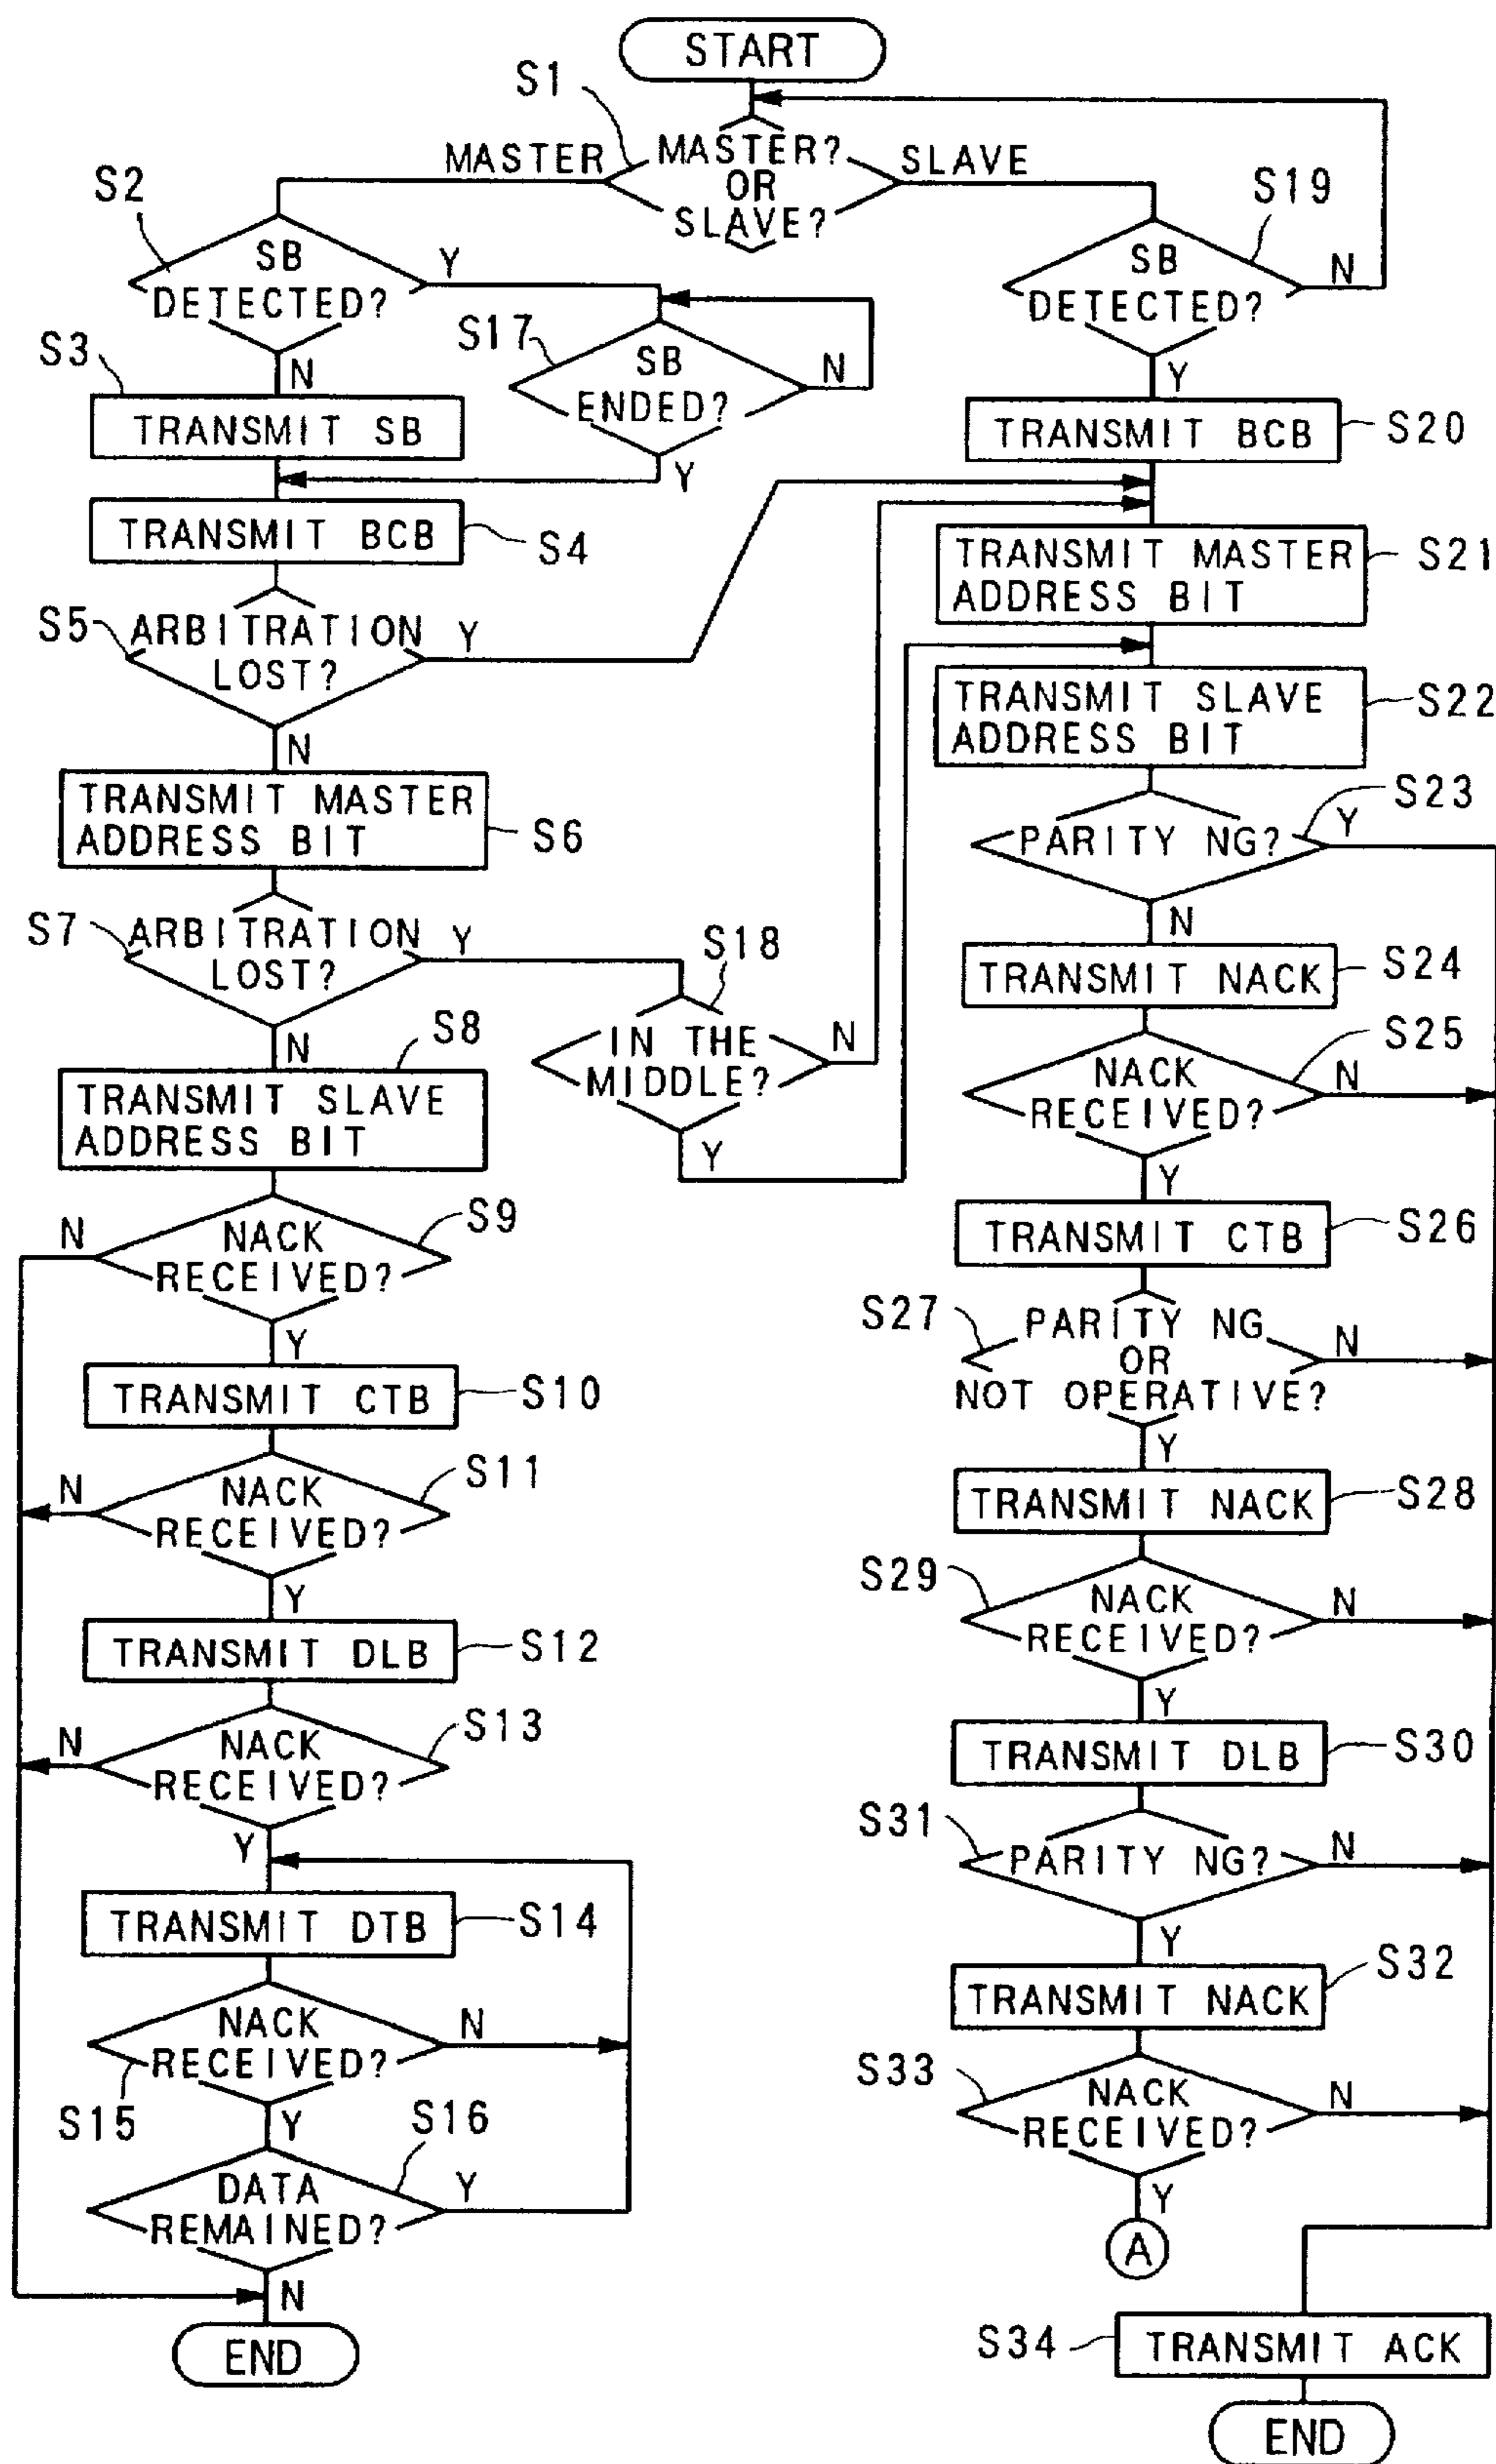 START
S1
MASTER
MASTER?
OR
SLAVE?
SLAVE
S2
SB
DETECTED?
Y
N
S17
SB
ENDED?
N
Y
S3
TRANSMIT SB
TRANSMIT BCB
S4
S5
ARBITRATION
LOST?
Y
N
TRANSMIT MASTER
ADDRESS BIT
S6
S7
ARBITRATION
LOST?
Y
N
S18
IN THE
MIDDLE?
N
Y
S8
TRANSMIT SLAVE
ADDRESS BIT
S9
N
NACK
RECEIVED?
Y
TRANSMIT CTB
S10
S11
N
NACK
RECEIVED?
Y
TRANSMIT DLB
S12
S13
N
NACK
RECEIVED?
Y
TRANSMIT DTB
S14
NACK
RECEIVED?
N
S15
Y
S16
DATA
REMAINED?
Y
N
END
S19
SB
DETECTED?
N
Y
TRANSMIT BCB
S20
TRANSMIT MASTER
ADDRESS BIT
S21
TRANSMIT SLAVE
ADDRESS BIT
S22
S23
PARITY NG?
Y
N
TRANSMIT NACK
S24
S25
NACK
RECEIVED?
N
Y
TRANSMIT CTB
S26
S27
PARITY NG
OR
NOT OPERATIVE?
N
Y
TRANSMIT NACK
S28
S29
NACK
RECEIVED?
N
Y
TRANSMIT DLB
S30
S31
PARITY NG?
N
Y
S32
TRANSMIT NACK
S33
NACK
RECEIVED?
N
Y
A
S34
TRANSMIT ACK
END